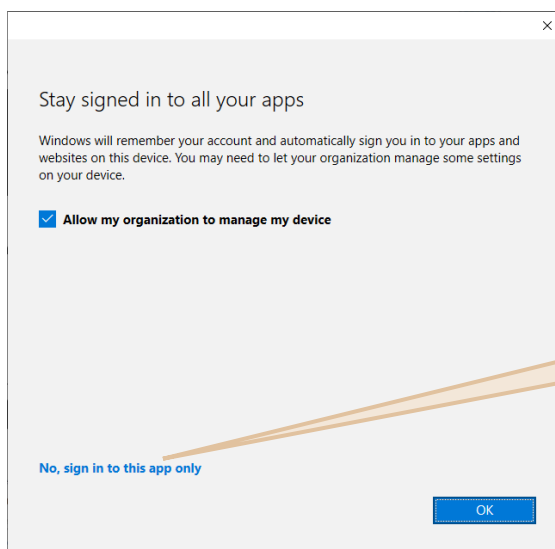 Stay signed in to all your apps
Windows will remember your account and automatically sign you in to your apps and
websites on this device. You may need to let your organization manage some settings
on your device.
Allow my organization to manage my device
No, sign in to this app only
OK